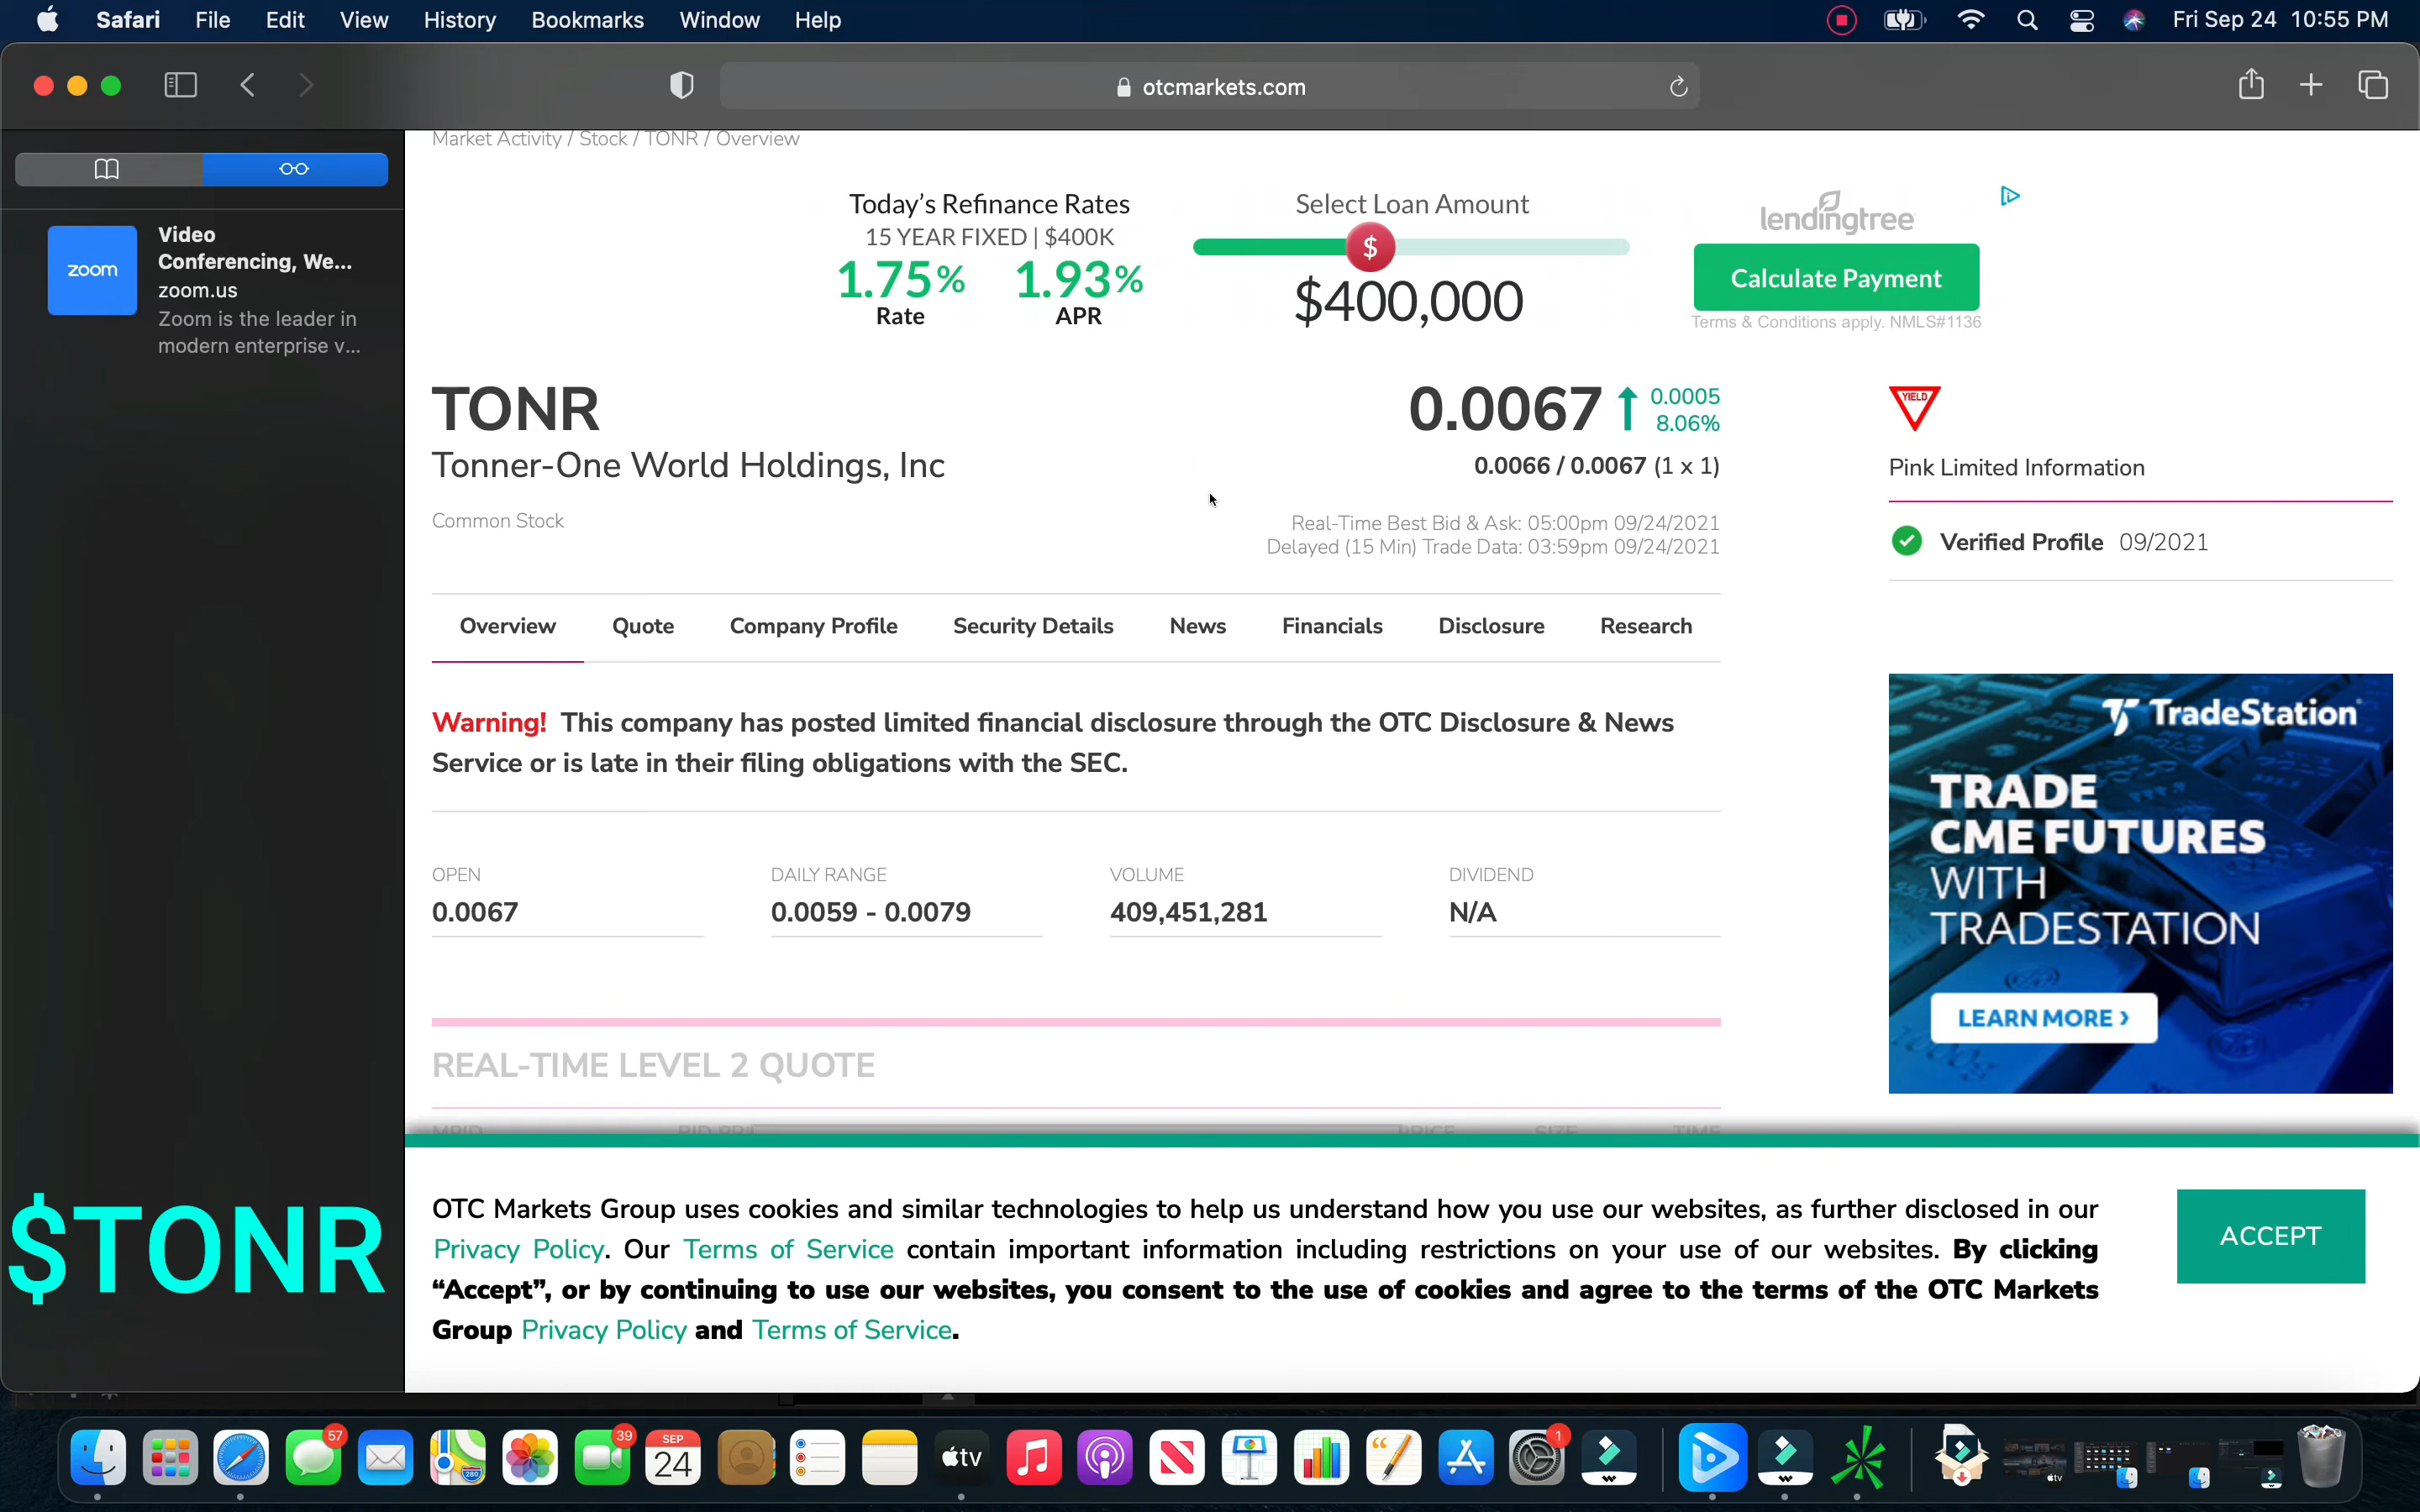 Safari File Edit View History Bookmarks Window Help
Fri Sep 24 10:55 PM
otcmarkets.com
Market Activity / Stock / TONR / Overview
zoom
Video
Conferencing, We...
zoom.us
Zoom is the leader in
modern enterprise v...
Today's Refinance Rates
15 YEAR FIXED | $400K
1.75% 1.93%
Rate APR
Select Loan Amount
$
$400,000
lendingtree
Calculate Payment
Terms & Conditions apply. NMLS#1136
TONR
Tonner-One World Holdings, Inc
Common Stock
0.0067 0.0005
8.06%
0.0066 / 0.0067 (1 x 1)
Real-Time Best Bid & Ask: 05:00pm 09/24/2021
Delayed (15 Min) Trade Data: 03:59pm 09/24/2021
YIELD
Pink Limited Information
Verified Profile 09/2021
Overview Quote Company Profile Security Details News Financials Disclosure Research
Warning! This company has posted limited financial disclosure through the OTC Disclosure & News
Service or is late in their filing obligations with the SEC.
OPEN DAILY RANGE VOLUME DIVIDEND
0.0067 0.0059 - 0.0079 409,451,281 N/A
TradeStation
TRADE
CME FUTURES
WITH
TRADESTATION
LEARN MORE ›
REAL-TIME LEVEL 2 QUOTE
$TONR
OTC Markets Group uses cookies and similar technologies to help us understand how you use our websites, as further disclosed in our
Privacy Policy. Our Terms of Service contain important information including restrictions on your use of our websites. By clicking
“Accept”, or by continuing to use our websites, you consent to the use of cookies and agree to the terms of the OTC Markets
Group Privacy Policy and Terms of Service.
ACCEPT
57
280
39
SEP
24
tv
1